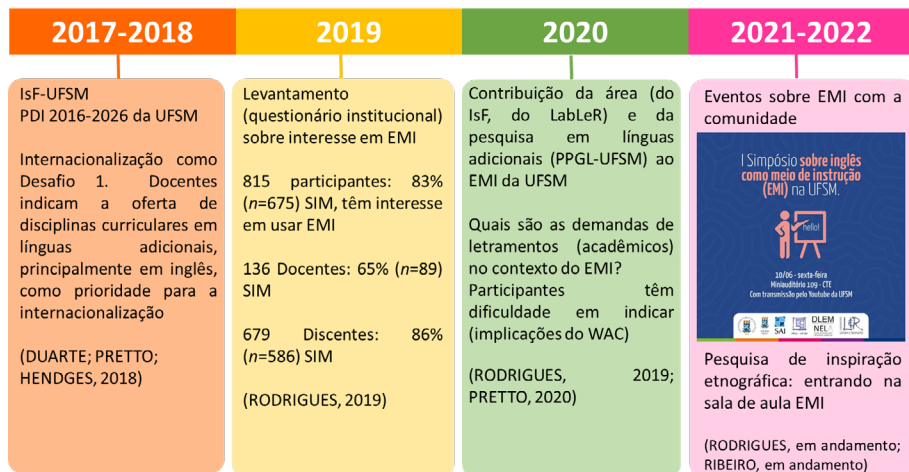 2017-2018
IsF-UFSM
PDI 2016-2026 da UFSM
Internacionalização como
Desafio 1. Docentes
indicam a oferta de
disciplinas curriculares em
línguas adicionais,
principalmente em inglês,
como prioridade para a
internacionalização
(DUARTE; PRETTO;
HENDGES, 2018)
2019
Levantamento
(questionário institucional)
sobre interesse em EMI
815 participantes: 83%
(n=675) SIM, têm interesse
em usar EMI
136 Docentes: 65% (n=89)
SIM
679 Discentes: 86%
(n=586) SIM
(RODRIGUES, 2019)
2020
Contribuição da área (do
IsF, do LabLeR) e da
pesquisa em línguas
adicionais (PPGL-UFSM) ao
EMI da UFSM
Quais são as demandas de
letramentos (acadêmicos)
no contexto do EMI?
Participantes têm
dificuldade em indicar
(implicações do WAC)
(RODRIGUES, 2019;
PRETTO, 2020)
2021-2022
Eventos sobre EMI com a
comunidade
I Simpósio sobre inglês
como meio de instrução
(EMI) na UFSM.
hello!
10/06 - sexta-feira
Miniauditório 109 - CTE
Com transmissão pelo Youtube da UFSM
SAI
DLEM
NELA
Pesquisa de inspiração
etnográfica: entrando na
sala de aula EMI
(RODRIGUES, em andamento;
RIBEIRO, em andamento)